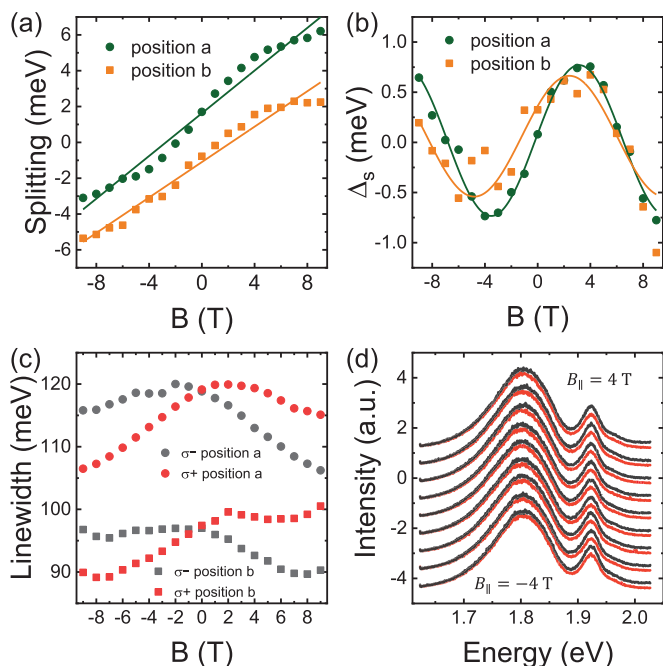 (a)
position a
position b
Splitting (meV)
6
4
2
0
-2
-4
-6
-8 -4 0 4 8
B (T)
(b)
position a
position b
Δs (meV)
0.75
0.0
-0.5
-1.0
-8 -4 0 4 8
B (T)
(c)
Linewidth (meV)
120
110
100
90
σ- position a
σ+ position a
σ- position b
σ+ position b
-8 -6 -4 -2 0 2 4 6 8
B (T)
(d)
B∥ = 4 T
B∥ = −4 T
Intensity (a.u.)
4
2
0
-2
-4
1.7 1.8 1.9 2.0
Energy (eV)